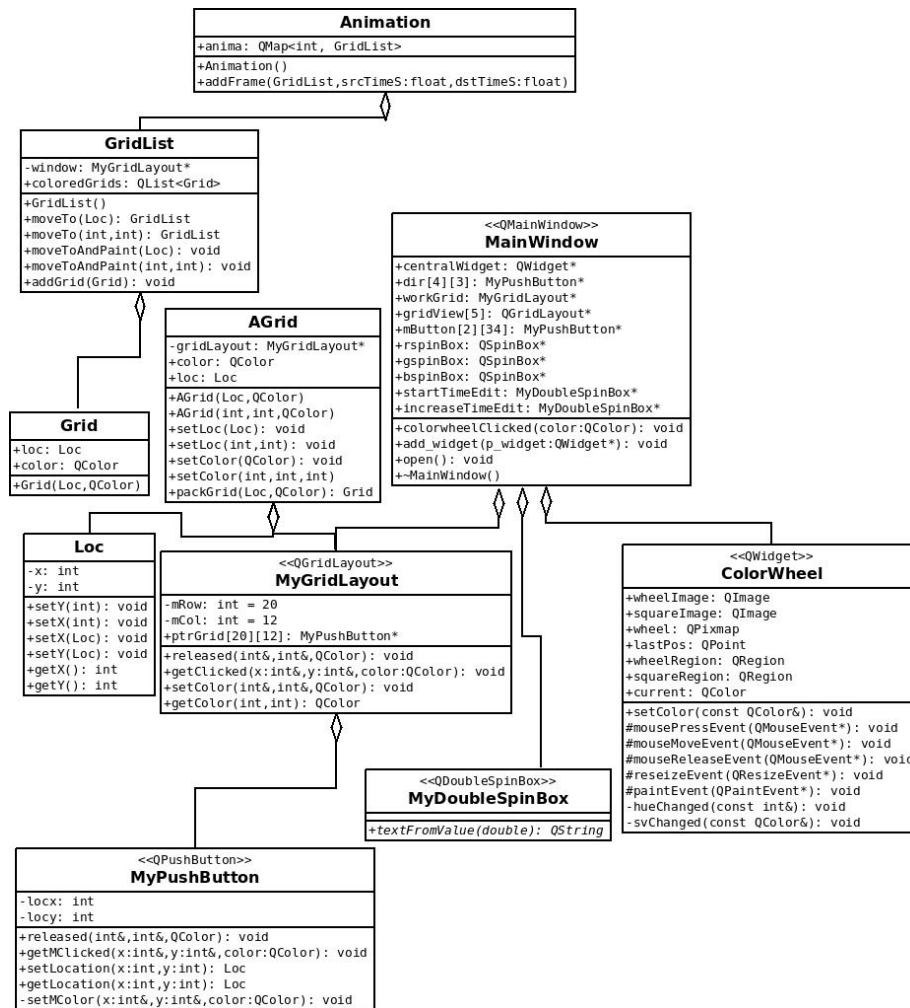 Animation
+anima: QMap<int, GridList>
+Animation()
+addFrame(GridList,srcTimeS:float,dstTimeS:float)
GridList
-window: MyGridLayout*
+coloredGrids: QList<Grid>
+GridList()
+moveTo(Loc): GridList
+moveTo(int,int): GridList
+moveToAndPaint(Loc): void
+moveToAndPaint(int,int): void
+addGrid(Grid): void
<<QMainWindow>>
MainWindow
+centralWidget: QWidget*
+dir[4][3]: MyPushButton*
+workGrid: MyGridLayout*
+gridView[5]: QGridLayout*
+mButton[2][34]: MyPushButton*
+rspinBox: QSpinBox*
+gspinBox: QSpinBox*
+bspinBox: QSpinBox*
+startTimeEdit: MyDoubleSpinBox*
+increaseTimeEdit: MyDoubleSpinBox*
+colorwheelClicked(color:QColor): void
+add_widget(p_widget:QWidget*): void
+open(): void
+~MainWindow()
AGrid
-gridLayout: MyGridLayout*
+color: QColor
+loc: Loc
+AGrid(Loc,QColor)
+AGrid(int,int,QColor)
+setLoc(Loc): void
+setLoc(int,int): void
+setColor(QColor): void
+setColor(int,int,int)
+packGrid(Loc,QColor): Grid
Grid
+loc: Loc
+color: QColor
+Grid(Loc,QColor)
Loc
-x: int
-y: int
+setY(int): void
+setX(int): void
+setX(Loc): void
+setY(Loc): void
+getX(): int
+getY(): int
<<QGridLayout>>
MyGridLayout
-mRow: int = 20
-mCol: int = 12
+ptrGrid[20][12]: MyPushButton*
+released(int&,int&,QColor): void
+getClicked(x:int&,y:int&,color:QColor): void
+setColor(int&,int&,QColor): void
+getColor(int,int): QColor
<<QWidget>>
ColorWheel
+wheelImage: QImage
+squareImage: QImage
+wheel: QPixmap
+lastPos: QPoint
+wheelRegion: QRegion
+squareRegion: QRegion
+current: QColor
+setColor(const QColor&): void
#mousePressEvent(QMouseEvent*): void
#mouseMoveEvent(QMouseEvent*): void
#mouseReleaseEvent(QMouseEvent*): void
#reseizeEvent(QResizeEvent*): void
#paintEvent(QPaintEvent*): void
-hueChanged(const int&): void
-svChanged(const QColor&): void
<<QDoubleSpinBox>>
MyDoubleSpinBox
+textFromValue(double): QString
<<QPushButton>>
MyPushButton
-locx: int
-locy: int
+released(int&,int&,QColor): void
+getMClicked(x:int&,y:int&,color:QColor): void
+setLocation(x:int,y:int): Loc
+getLocation(x:int,y:int): Loc
-setMColor(x:int&,y:int&,color:QColor): void